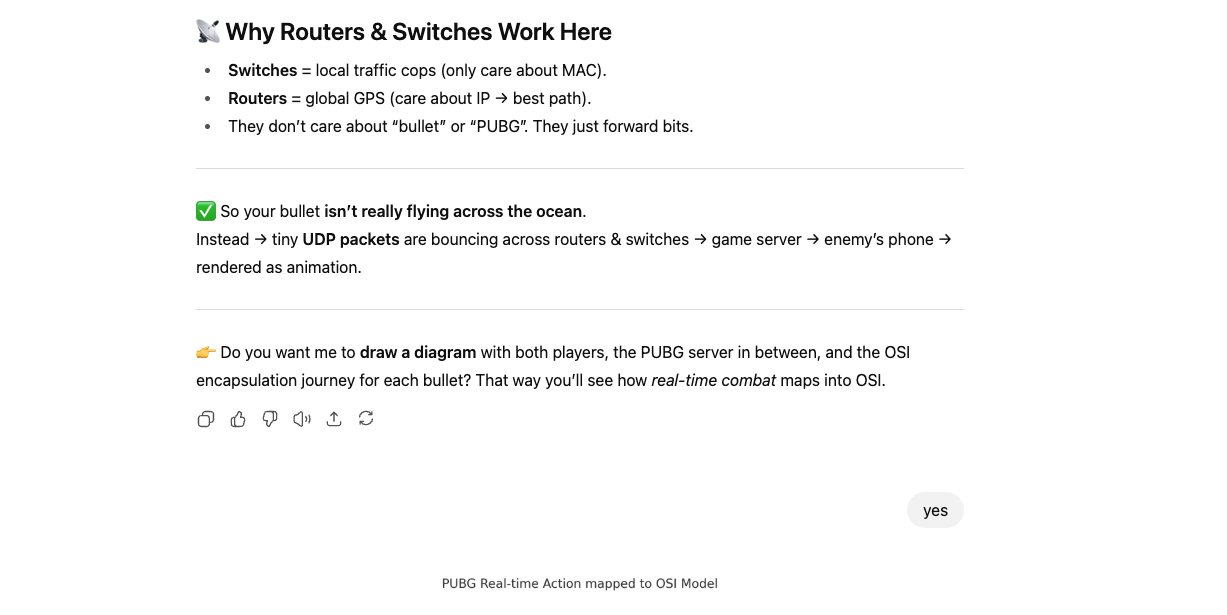 📡 Why Routers & Switches Work Here
• Switches = local traffic cops (only care about MAC).
• Routers = global GPS (care about IP → best path).
• They don’t care about “bullet” or “PUBG”. They just forward bits.
✅ So your bullet isn’t really flying across the ocean.
Instead → tiny UDP packets are bouncing across routers & switches → game server → enemy’s phone →
rendered as animation.
👉 Do you want me to draw a diagram with both players, the PUBG server in between, and the OSI
encapsulation journey for each bullet? That way you’ll see how real-time combat maps into OSI.
yes
PUBG Real-time Action mapped to OSI Model